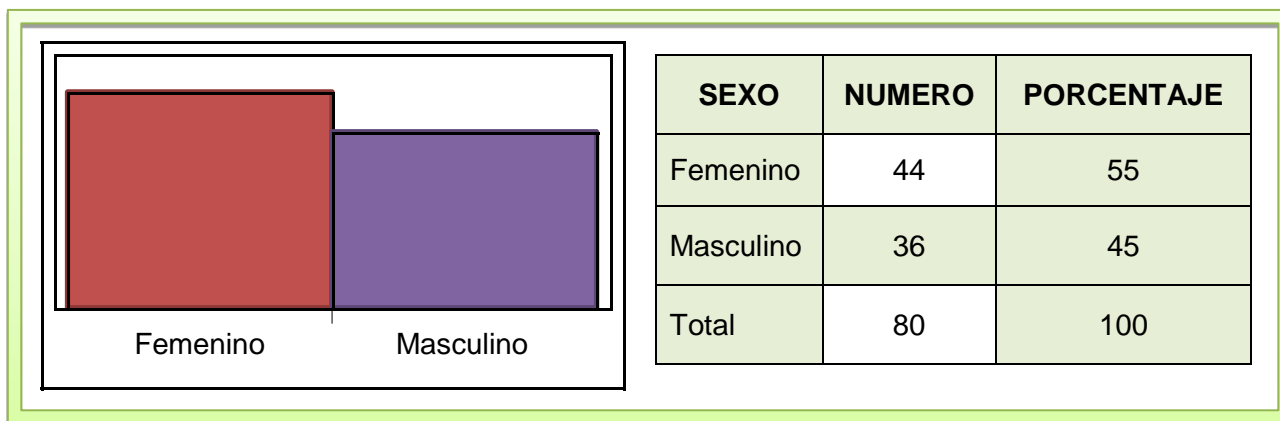 Femenino Masculino
SEXO NUMERO PORCENTAJE
Femenino 44 55
Masculino 36 45
Total 80 100